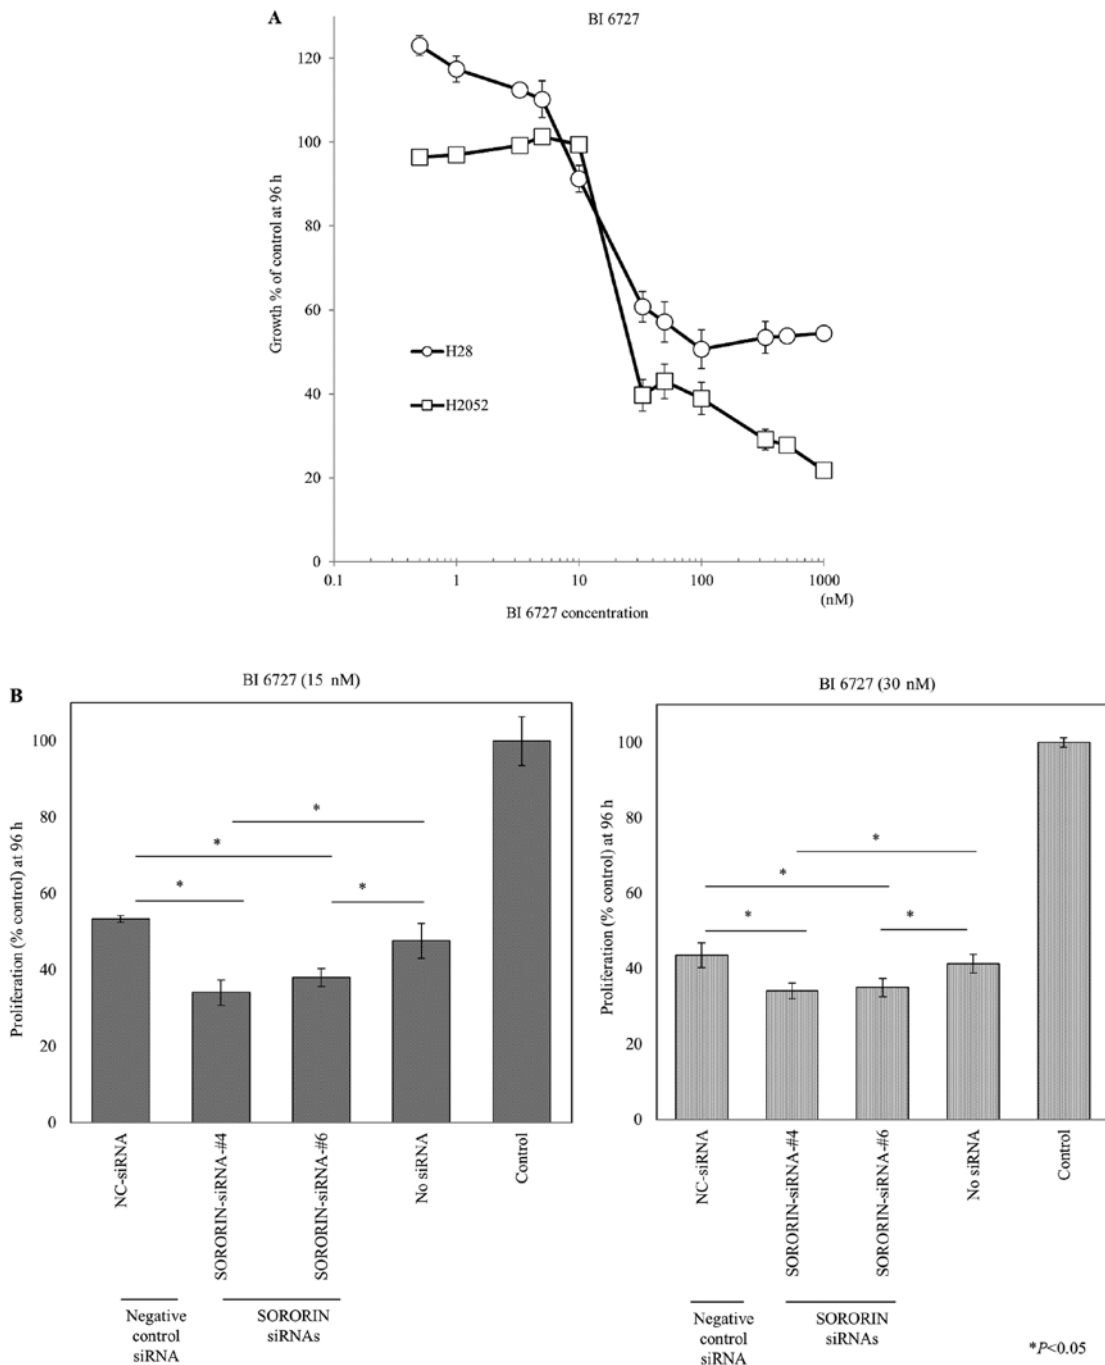 A
BI 6727
Growth % of control at 96 h
120
100
80
60
40
20
0
H28
H2052
0.1
1
10
100
1000
(nM)
BI 6727 concentration
B
BI 6727 (15 nM)
Proliferation (% control) at 96 h
100
80
60
40
20
0
*
*
*
*
NC-siRNA
SORORIN-siRNA-#4
SORORIN-siRNA-#6
No siRNA
Control
Negative
control
siRNA
SORORIN
siRNAs
BI 6727 (30 nM)
Proliferation (% control) at 96 h
100
80
60
40
20
0
*
*
*
*
NC-siRNA
SORORIN-siRNA-#4
SORORIN-siRNA-#6
No siRNA
Control
Negative
control
siRNA
SORORIN
siRNAs
*P<0.05